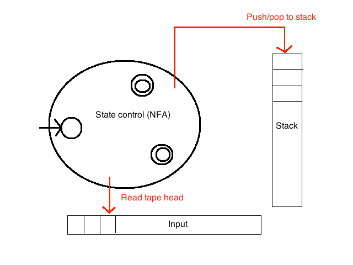 Push/pop to stack
State control (NFA)
Stack
Read tape head
Input